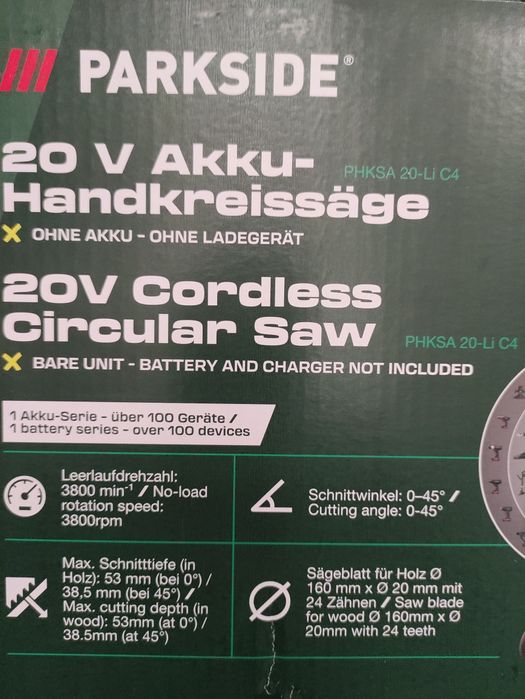 PARKSIDE®
20 V Akku-
Handkreissäge
PHKSA 20-Li C4
OHNE AKKU – OHNE LADEGERÄT
20V Cordless
Circular Saw
PHKSA 20-Li C4
BARE UNIT - BATTERY AND CHARGER NOT INCLUDED
1 Akku-Serie – über 100 Geräte /
1 battery series – over 100 devices
Leerlaufdrehzahl:
3800 min⁻¹ / No-load
rotation speed:
3800rpm
Schnittwinkel: 0–45° /
Cutting angle: 0-45°
Max. Schnitttiefe (in
Holz): 53 mm (bei 0°) /
38,5 mm (bei 45°) /
Max. cutting depth (in
wood): 53mm (at 0°) /
38.5mm (at 45°)
Sägeblatt für Holz Ø
160 mm x Ø 20 mm mit
24 Zähnen / Saw blade
for wood Ø 160mm x Ø
20mm with 24 teeth